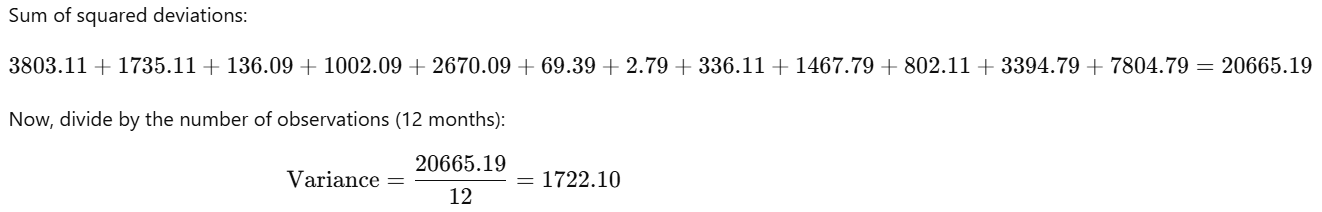 Sum of squared deviations:
3803.11 + 1735.11 + 136.09 + 1002.09 + 2670.09 + 69.39 + 2.79 + 336.11 + 1467.79 + 802.11 + 3394.79 + 7804.79 = 20665.19
Now, divide by the number of observations (12 months):
Variance = 20665.19 / 12 = 1722.10